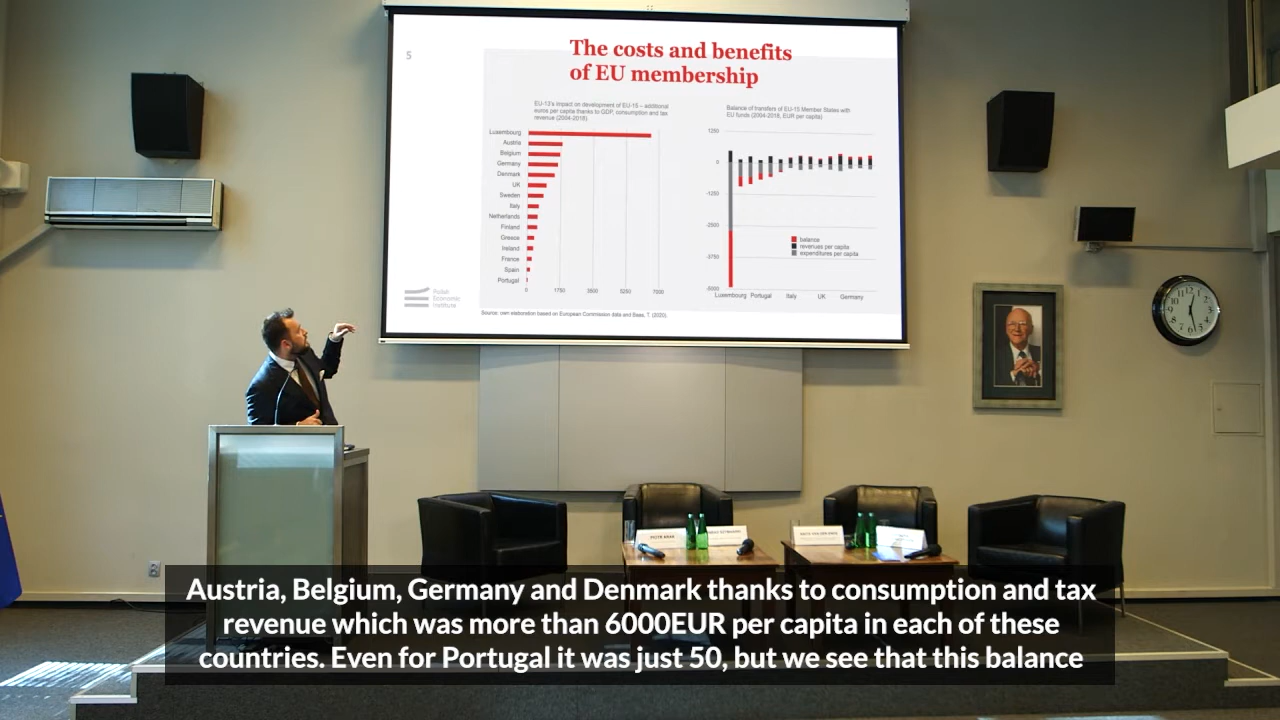 5
The costs and benefits
of EU membership
EU-13's impact on development of EU-15 – additional
euros per capita thanks to GDP, consumption and tax
revenue (2004-2018)
Luxembourg
Austria
Belgium
Germany
Denmark
UK
Sweden
Italy
Netherlands
Finland
Greece
Ireland
France
Spain
Portugal
0 1750 3500 5250 7000
Balance of transfers of EU-15 Member States with
EU funds (2004-2018, EUR per capita)
1250
0
-1250
-2500
-3750
-5000
balance
revenues per capita
expenditures per capita
Luxembourg Portugal Italy UK Germany
Polish
Economic
Institute
Source: own elaboration based on European Commission data and Baas, T. (2020).
PIOTR ARAK
Austria, Belgium, Germany and Denmark thanks to consumption and tax
revenue which was more than 6000EUR per capita in each of these
countries. Even for Portugal it was just 50, but we see that this balance